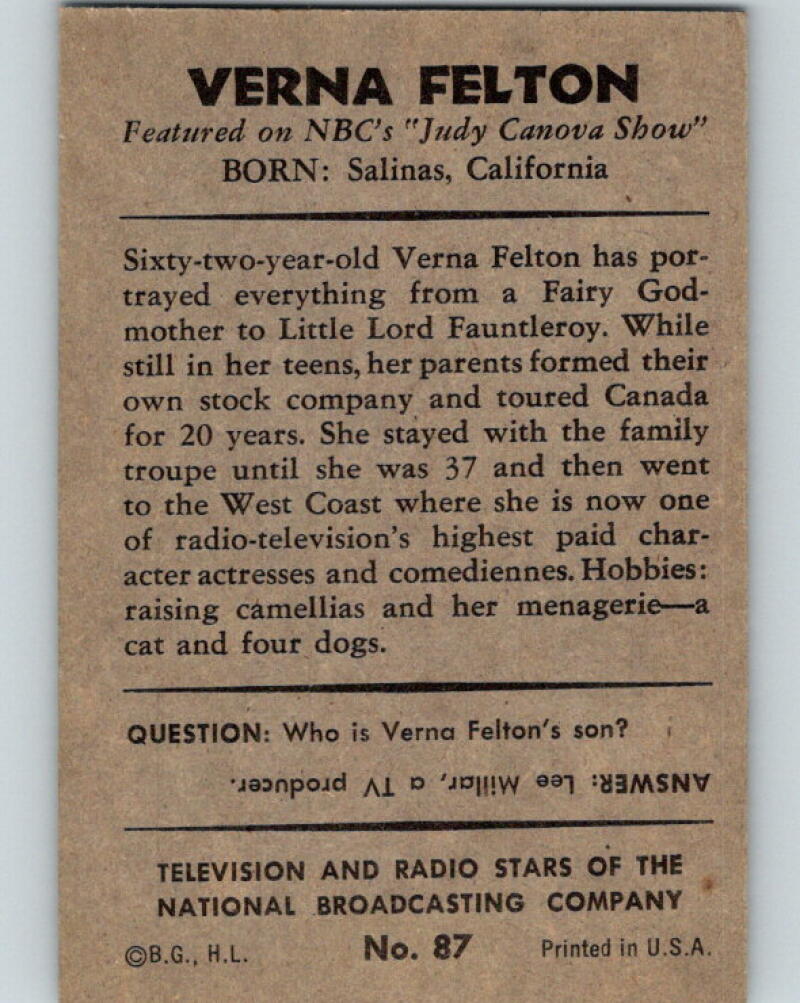 VERNA FELTON
Featured on NBC's "Judy Canova Show"
BORN: Salinas, California
Sixty-two-year-old Verna Felton has por-
trayed everything from a Fairy God-
mother to Little Lord Fauntleroy. While
still in her teens, her parents formed their
own stock company and toured Canada
for 20 years. She stayed with the family
troupe until she was 37 and then went
to the West Coast where she is now one
of radio-television's highest paid char-
acter actresses and comediennes. Hobbies:
raising camellias and her menagerie—a
cat and four dogs.
QUESTION: Who is Verna Felton's son?
ANSWER: Lee Millar, a TV producer.
TELEVISION AND RADIO STARS OF THE
NATIONAL BROADCASTING COMPANY
©B.G., H.L. No. 87 Printed in U.S.A.